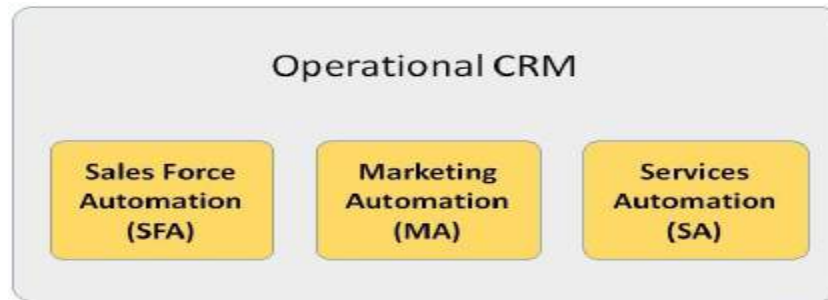 Operational CRM
Sales Force
Automation
(SFA)
Marketing
Automation
(MA)
Services
Automation
(SA)